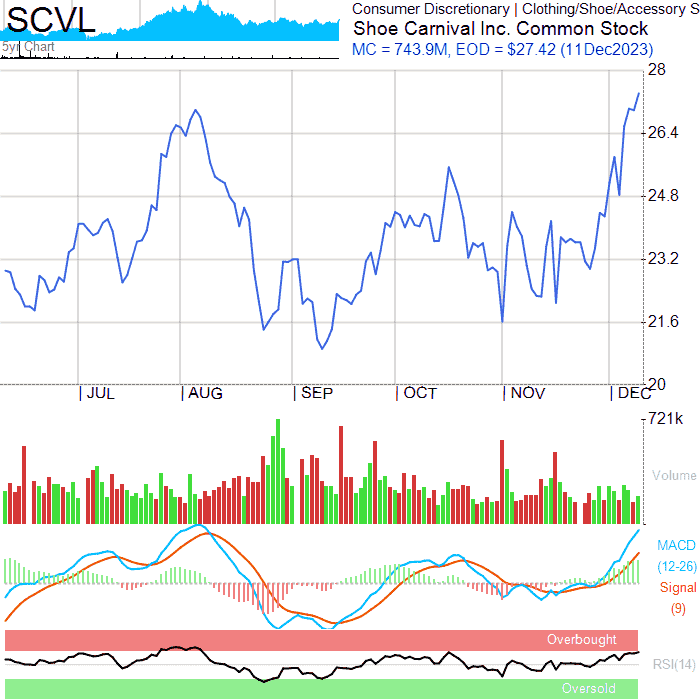 SCVL
Consumer Discretionary | Clothing/Shoe/Accessory S
Shoe Carnival Inc. Common Stock
MC = 743.9M, EOD = $27.42 (11Dec2023)
5yr Chart
28
26.4
24.8
23.2
21.6
20
| JUL | AUG | SEP | OCT | NOV | DEC
721k
Volume
MACD
(12-26)
Signal
(9)
Overbought
RSI(14)
Oversold